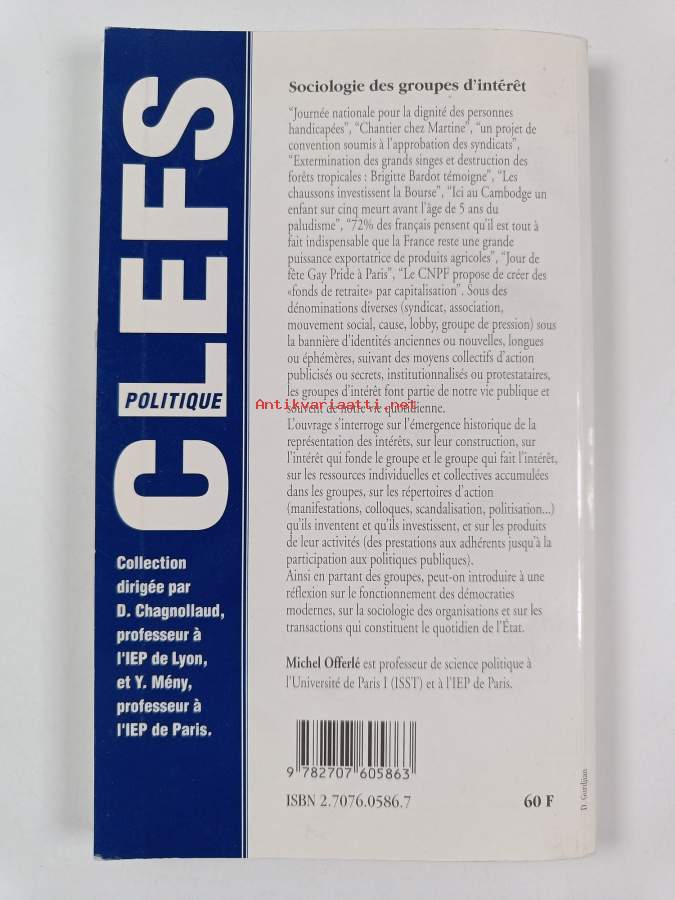 CLEFS
POLITIQUE
Collection
dirigée par
D. Chagnollaud,
professeur à
l'IEP de Lyon,
et Y. Mény,
professeur à
l'IEP de Paris.
Sociologie des groupes d'intérêt
“Journée nationale pour la dignité des personnes
handicapées”, “Chantier chez Martine”, “un projet de
convention soumis à l'approbation des syndicats”,
“Extermination des grands singes et destruction des
forêts tropicales : Brigitte Bardot témoigne”, “Les
chaussons investissent la Bourse”, “Ici au Cambodge un
enfant sur cinq meurt avant l'âge de 5 ans du
paludisme”, “72% des français pensent qu'il est tout à
fait indispensable que la France reste une grande
puissance exportatrice de produits agricoles”, “Jour de
fête Gay Pride à Paris”, “Le CNPF propose de créer des
«fonds de retraite» par capitalisation”. Sous des
dénominations diverses (syndicat, association,
mouvement social, cause, lobby, groupe de pression) sous
la bannière d'identités anciennes ou nouvelles, longues
ou éphémères, suivant des moyens collectifs d'action
publicisés ou secrets, institutionnalisés ou protestataires,
les groupes d'intérêt font partie de notre vie publique et
Antikvariaatti.net
souvent de notre vie quotidienne.
L'ouvrage s'interroge sur l'émergence historique de la
représentation des intérêts, sur leur construction, sur
l'intérêt qui fonde le groupe et le groupe qui fait l'intérêt,
sur les ressources individuelles et collectives accumulées
dans les groupes, sur les répertoires d'action
(manifestations, colloques, scandalisation, politisation...)
qu'ils inventent et qu'ils investissent, et sur les produits
de leur activités (des prestations aux adhérents jusqu'à la
participation aux politiques publiques).
Ainsi en partant des groupes, peut-on introduire à une
réflexion sur le fonctionnement des démocraties
modernes, sur la sociologie des organisations et sur les
transactions qui constituent le quotidien de l'État.
Michel Offerlé est professeur de science politique à
l'Université de Paris I (ISST) et à l'IEP de Paris.
9 782707 605863
ISBN 2.7076.0586.7
60 F
D. Gourdjian